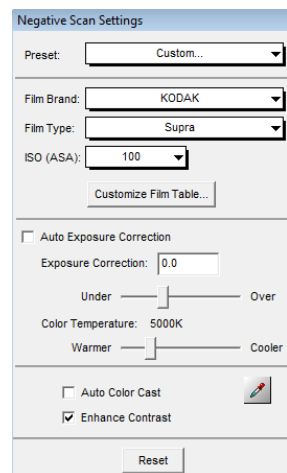 Negative Scan Settings
Preset: Custom...
Film Brand: KODAK
Film Type: Supra
ISO (ASA): 100
Customize Film Table...
Auto Exposure Correction
Exposure Correction: 0.0
Under Over
Color Temperature: 5000K
Warmer Cooler
Auto Color Cast
Enhance Contrast
Reset